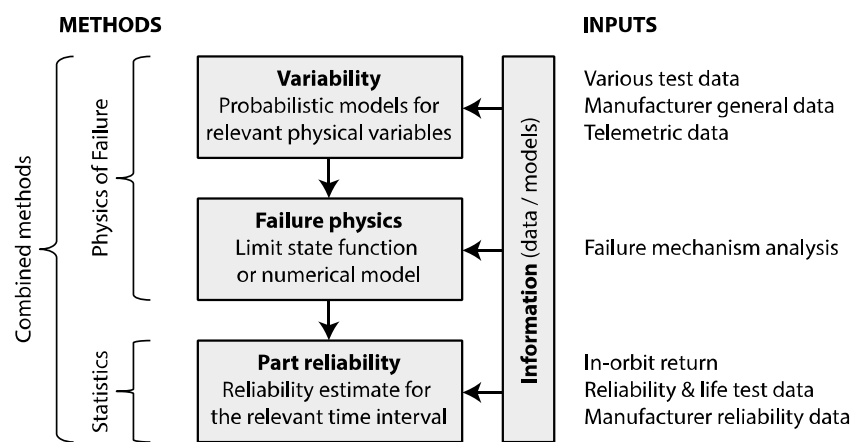 METHODS
INPUTS
Combined methods
Physics of Failure
Statistics
Variability
Probabilistic models for
relevant physical variables
Failure physics
Limit state function
or numerical model
Part reliability
Reliability estimate for
the relevant time interval
Information (data / models)
Various test data
Manufacturer general data
Telemetric data
Failure mechanism analysis
In-orbit return
Reliability & life test data
Manufacturer reliability data